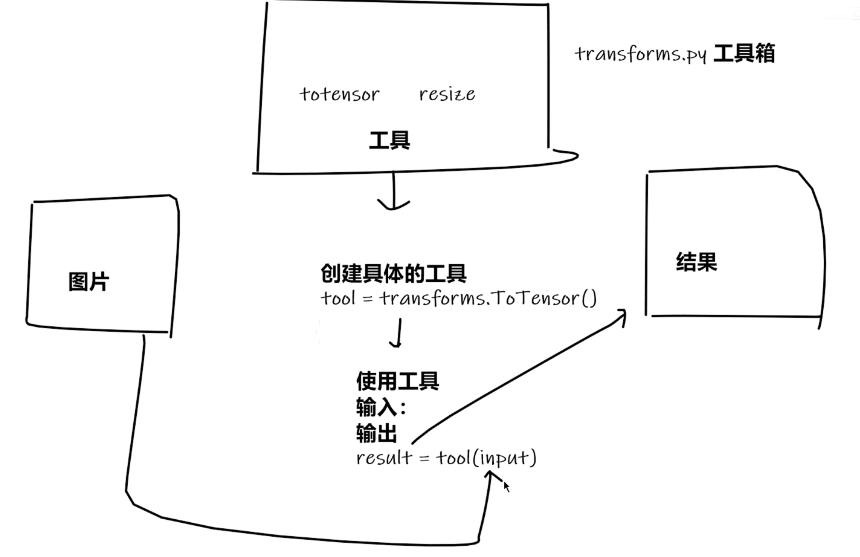 transforms.py 工具箱
totensor resize
工具
图片
创建具体的工具
tool = transforms.ToTensor()
结果
使用工具
输入：
输出
result = tool(input)